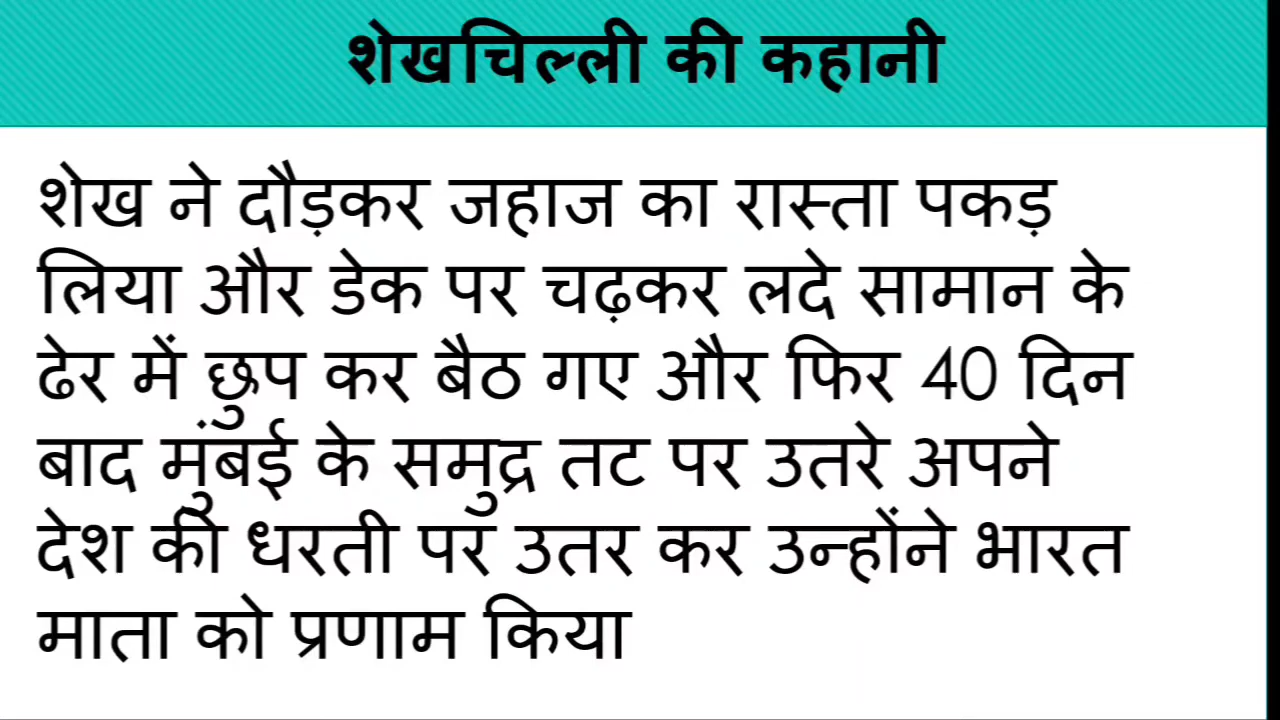 शेखचिल्ली की कहानी
शेख ने दौड़कर जहाज का रास्ता पकड़
लिया और डेक पर चढ़कर लदे सामान के
ढेर में छुप कर बैठ गए और फिर 40 दिन
बाद मुंबई के समुद्र तट पर उतरे अपने
देश की धरती पर उतर कर उन्होंने भारत
माता को प्रणाम किया